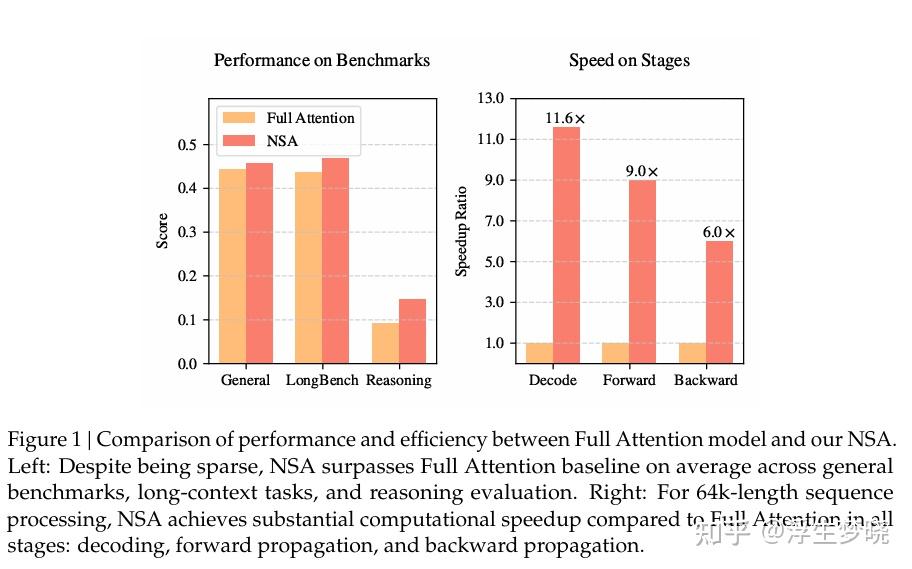 Performance on Benchmarks
Full Attention
NSA
0.5
0.4
0.3
0.2
0.1
0.0
Score
General LongBench Reasoning
Speed on Stages
13.0
11.0
9.0
7.0
5.0
3.0
1.0
Speedup Ratio
11.6×
9.0×
6.0×
Decode Forward Backward
Figure 1 | Comparison of performance and efficiency between Full Attention model and our NSA.
Left: Despite being sparse, NSA surpasses Full Attention baseline on average across general
benchmarks, long-context tasks, and reasoning evaluation. Right: For 64k-length sequence
processing, NSA achieves substantial computational speedup compared to Full Attention in all
stages: decoding, forward propagation, and backward propagation.
知乎 @浮生梦晓